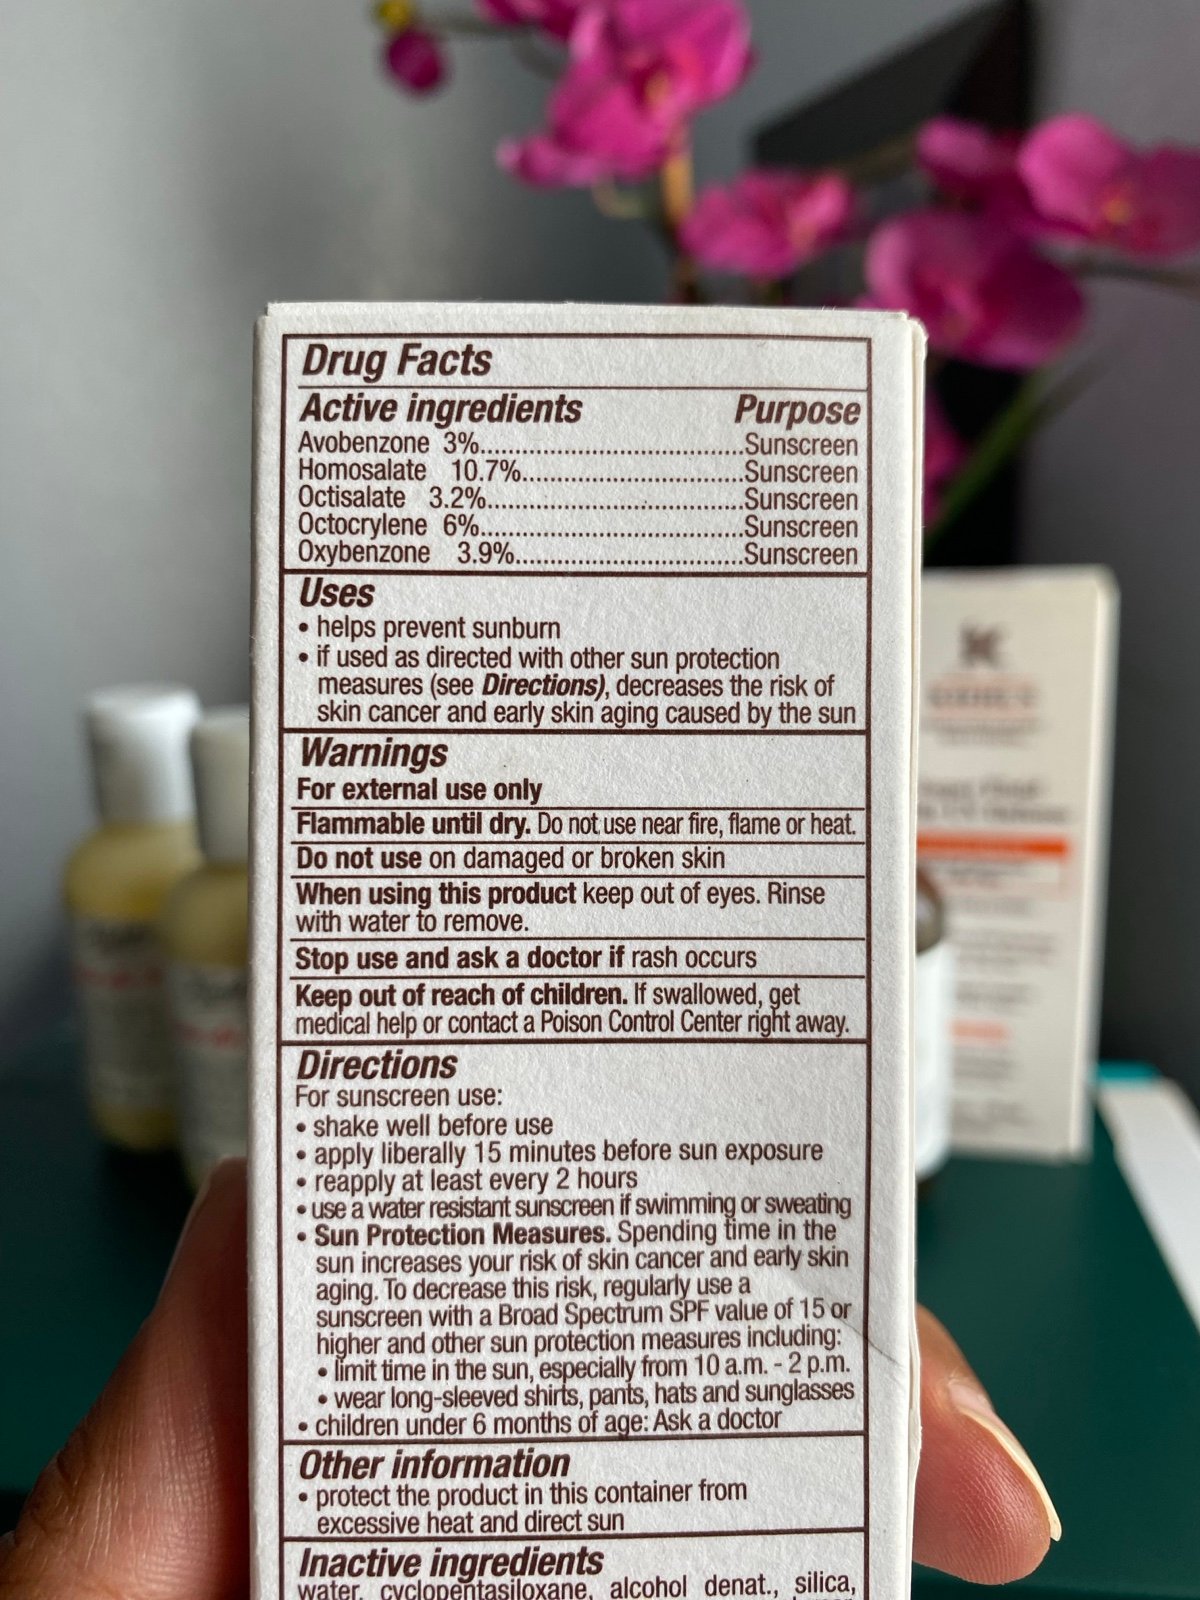 Drug Facts
Active ingredients Purpose
Avobenzone 3%..........................................Sunscreen
Homosalate 10.7%...................................Sunscreen
Octisalate 3.2%.........................................Sunscreen
Octocrylene 6%..........................................Sunscreen
Oxybenzone 3.9%....................................Sunscreen
Uses
• helps prevent sunburn
• if used as directed with other sun protection
measures (see Directions), decreases the risk of
skin cancer and early skin aging caused by the sun
Warnings
For external use only
Flammable until dry. Do not use near fire, flame or heat.
Do not use on damaged or broken skin
When using this product keep out of eyes. Rinse
with water to remove.
Stop use and ask a doctor if rash occurs
Keep out of reach of children. If swallowed, get
medical help or contact a Poison Control Center right away.
Directions
For sunscreen use:
• shake well before use
• apply liberally 15 minutes before sun exposure
• reapply at least every 2 hours
• use a water resistant sunscreen if swimming or sweating
• Sun Protection Measures. Spending time in the
sun increases your risk of skin cancer and early skin
aging. To decrease this risk, regularly use a
sunscreen with a Broad Spectrum SPF value of 15 or
higher and other sun protection measures including:
• limit time in the sun, especially from 10 a.m. - 2 p.m.
• wear long-sleeved shirts, pants, hats and sunglasses
• children under 6 months of age: Ask a doctor
Other information
• protect the product in this container from
excessive heat and direct sun
Inactive ingredients
water, cyclopentasiloxane, alcohol denat., silica,